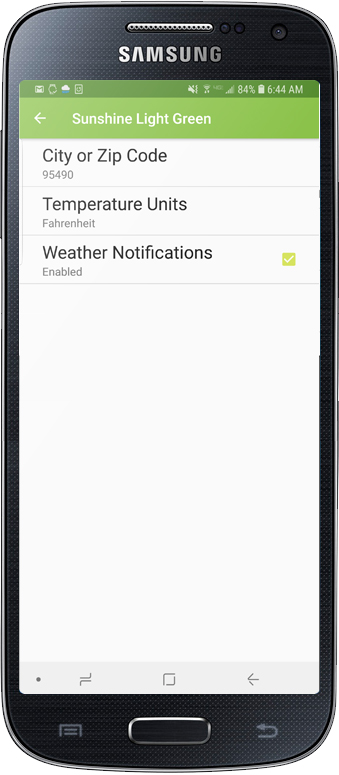 SAMSUNG
84% 6:44 AM
Sunshine Light Green
City or Zip Code
95490
Temperature Units
Fahrenheit
Weather Notifications
Enabled